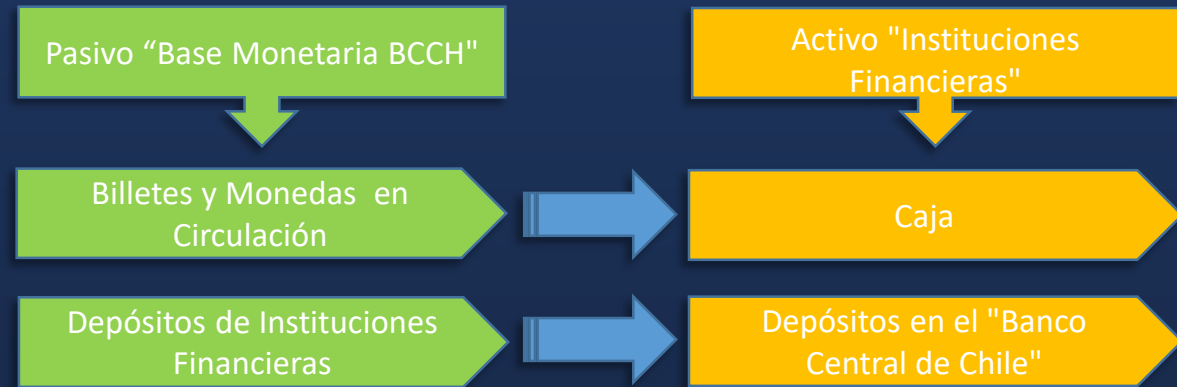 Pasivo “Base Monetaria BCCH"
Activo "Instituciones
Financieras"
Billetes y Monedas en
Circulación
Caja
Depósitos de Instituciones
Financieras
Depósitos en el "Banco
Central de Chile"